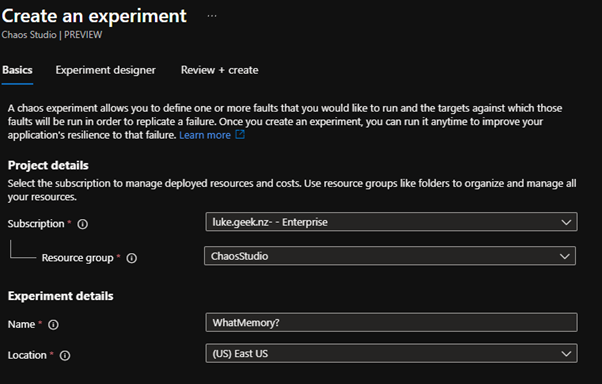 Create an experiment ...
Chaos Studio | PREVIEW
Basics Experiment designer Review + create
A chaos experiment allows you to define one or more faults that you would like to run and the targets against which those
faults will be run in order to replicate a failure. Once you create an experiment, you can run it anytime to improve your
application's resilience to that failure. Learn more
Project details
Select the subscription to manage deployed resources and costs. Use resource groups like folders to organize and manage all
your resources.
Subscription * luke.geek.nz- - Enterprise
Resource group * ChaosStudio
Experiment details
Name * WhatMemory?
Location * (US) East US